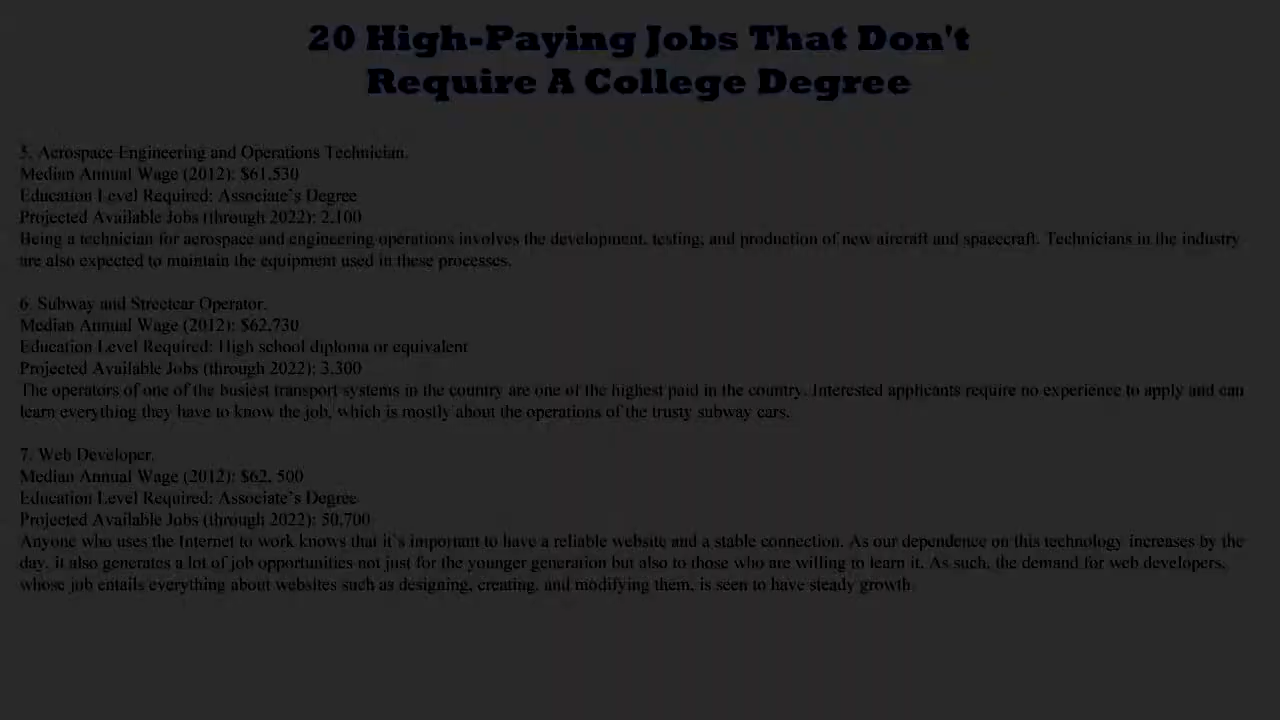 20 High-Paying Jobs That Don't
Require A College Degree
5. Aerospace Engineering and Operations Technician.
Median Annual Wage (2012): $61,530
Education Level Required: Associate’s Degree
Projected Available Jobs (through 2022): 2,100
Being a technician for aerospace and engineering operations involves the development, testing, and production of new aircraft and spacecraft. Technicians in the industry
are also expected to maintain the equipment used in these processes.
6. Subway and Streetcar Operator.
Median Annual Wage (2012): $62,730
Education Level Required: High school diploma or equivalent
Projected Available Jobs (through 2022): 3,300
The operators of one of the busiest transport systems in the country are one of the highest paid in the country. Interested applicants require no experience to apply and can
learn everything they have to know the job, which is mostly about the operations of the trusty subway cars.
7. Web Developer.
Median Annual Wage (2012): $62, 500
Education Level Required: Associate’s Degree
Projected Available Jobs (through 2022): 50,700
Anyone who uses the Internet to work knows that it’s important to have a reliable website and a stable connection. As our dependence on this technology increases by the
day, it also generates a lot of job opportunities not just for the younger generation but also to those who are willing to learn it. As such, the demand for web developers,
whose job entails everything about websites such as designing, creating, and modifying them, is seen to have steady growth.